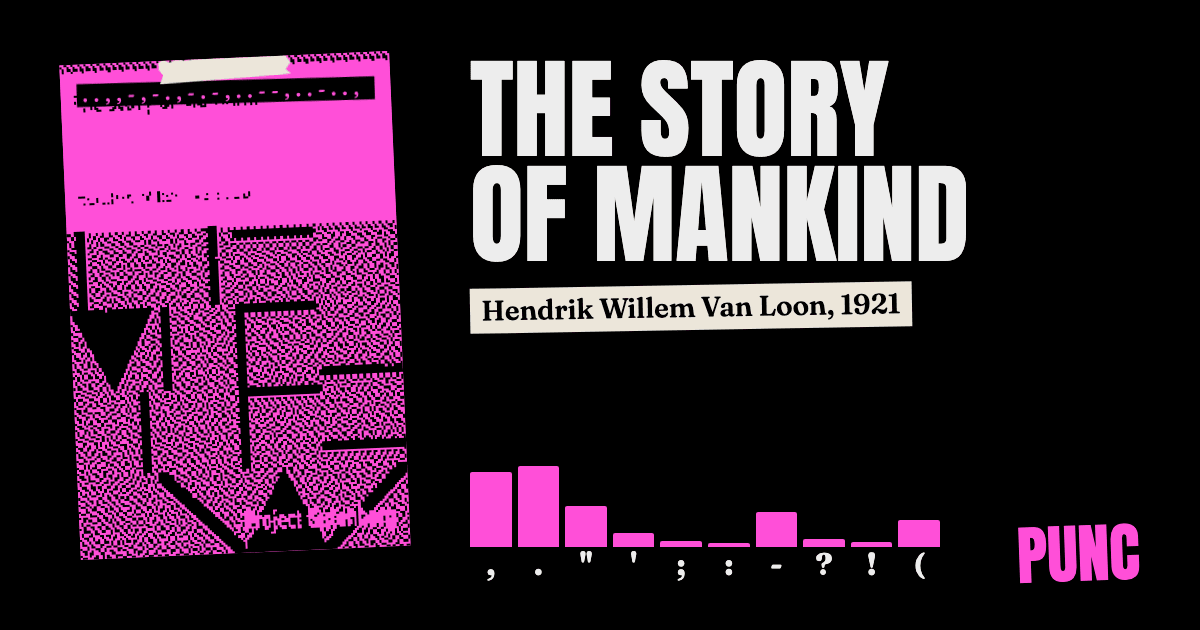 ..,,-,-.,-.-,..--,..-..,
Project Gutenberg
THE STORY
OF MANKIND
Hendrik Willem Van Loon, 1921
, . " ' ; : - ? ! (
PUNC